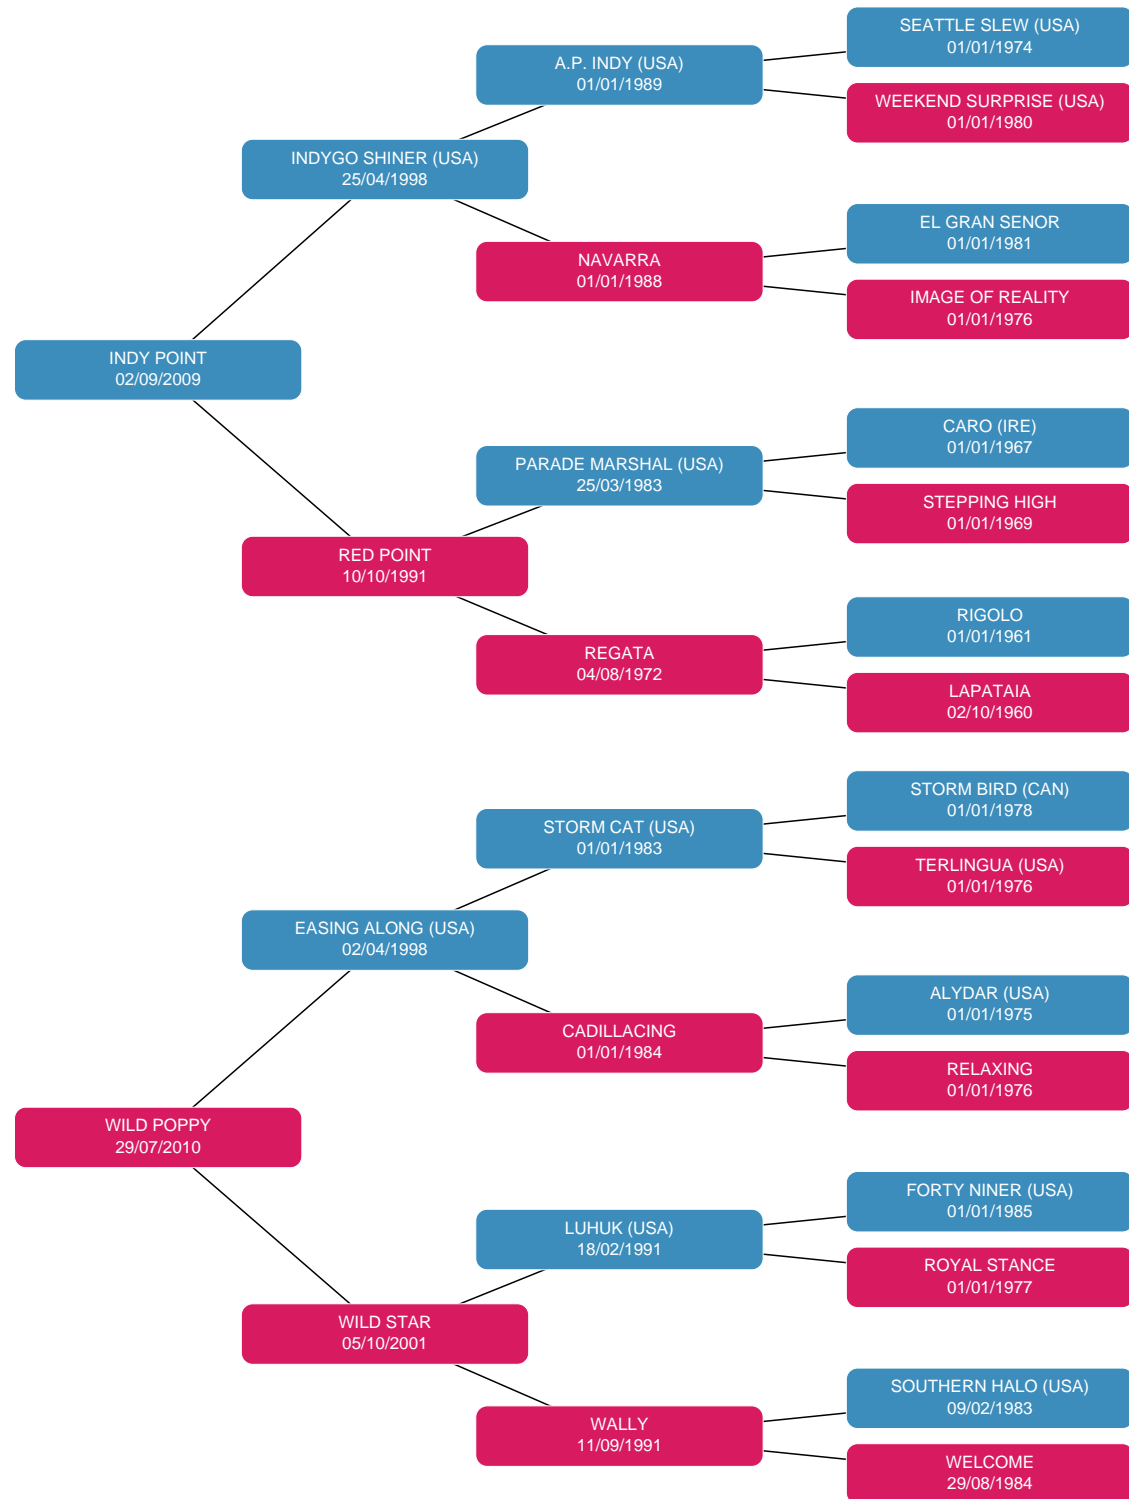 SEATTLE SLEW (USA)
01/01/1974
A.P. INDY (USA)
01/01/1989
WEEKEND SURPRISE (USA)
01/01/1980
INDYGO SHINER (USA)
25/04/1998
EL GRAN SENOR
01/01/1981
NAVARRA
01/01/1988
IMAGE OF REALITY
01/01/1976
INDY POINT
02/09/2009
CARO (IRE)
01/01/1967
PARADE MARSHAL (USA)
25/03/1983
STEPPING HIGH
01/01/1969
RED POINT
10/10/1991
RIGOLO
01/01/1961
REGATA
04/08/1972
LAPATAIA
02/10/1960
STORM BIRD (CAN)
01/01/1978
STORM CAT (USA)
01/01/1983
TERLINGUA (USA)
01/01/1976
EASING ALONG (USA)
02/04/1998
ALYDAR (USA)
01/01/1975
CADILLACING
01/01/1984
RELAXING
01/01/1976
WILD POPPY
29/07/2010
FORTY NINER (USA)
01/01/1985
LUHUK (USA)
18/02/1991
ROYAL STANCE
01/01/1977
WILD STAR
05/10/2001
SOUTHERN HALO (USA)
09/02/1983
WALLY
11/09/1991
WELCOME
29/08/1984